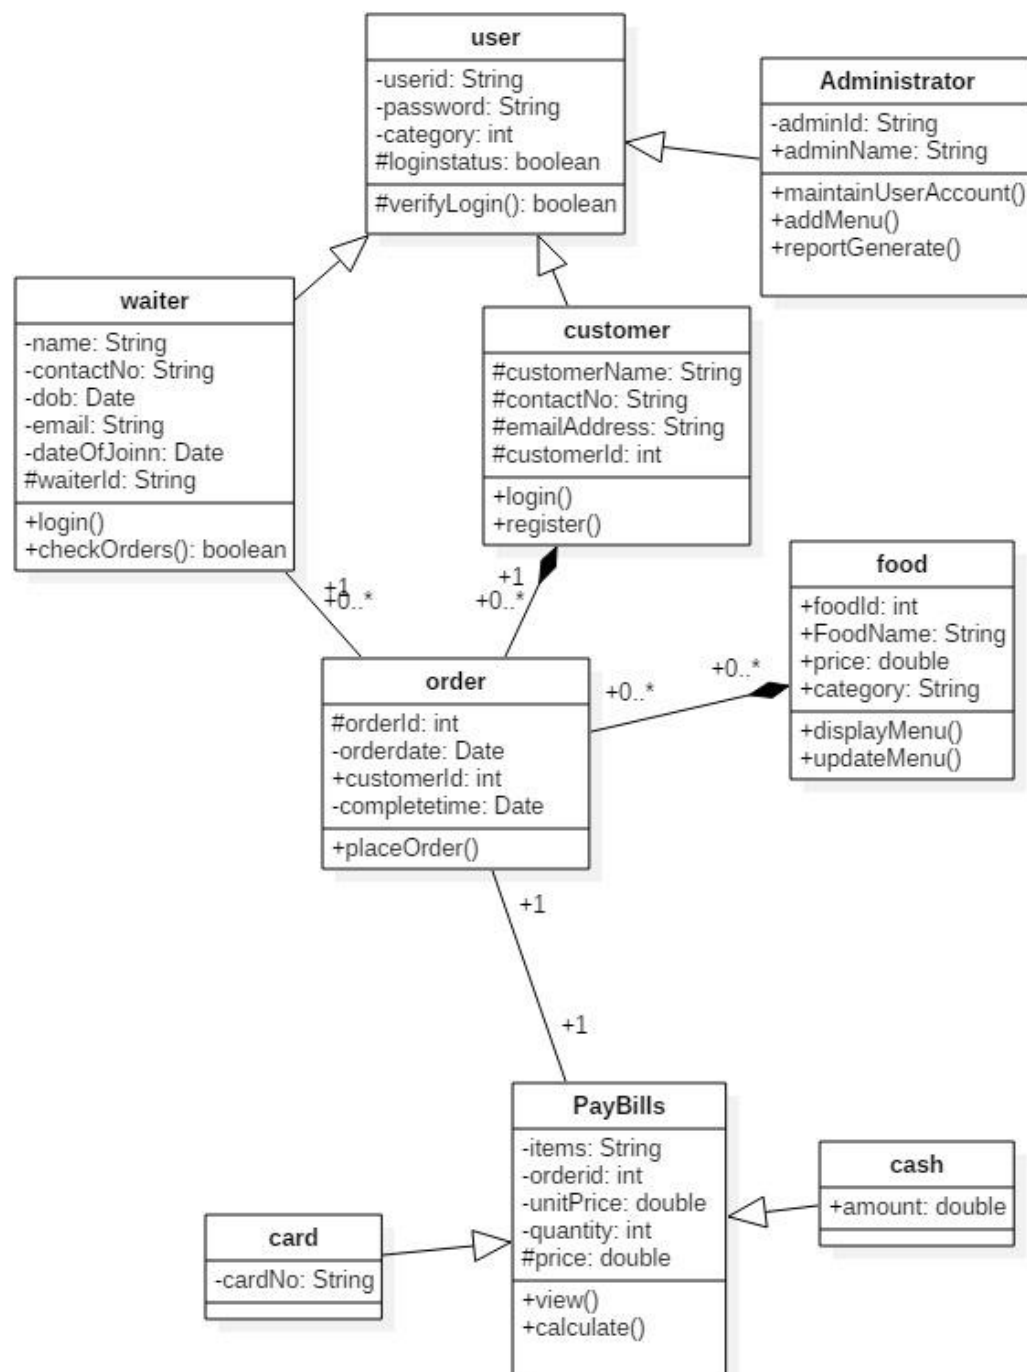 user
-userid: String
-password: String
-category: int
#loginstatus: boolean
#verifyLogin(): boolean
Administrator
-adminId: String
+adminName: String
+maintainUserAccount()
+addMenu()
+reportGenerate()
waiter
-name: String
-contactNo: String
-dob: Date
-email: String
-dateOfJoinn: Date
#waiterId: String
+login()
+checkOrders(): boolean
customer
#customerName: String
#contactNo: String
#emailAddress: String
#customerId: int
+login()
+register()
+1
+0..*
+1
+0..*
food
+foodId: int
+FoodName: String
+price: double
+category: String
+displayMenu()
+updateMenu()
+0..*
+0..*
order
#orderId: int
-orderdate: Date
+customerId: int
-completetime: Date
+placeOrder()
+1
+1
PayBills
-items: String
-orderid: int
-unitPrice: double
-quantity: int
#price: double
+view()
+calculate()
cash
+amount: double
card
-cardNo: String